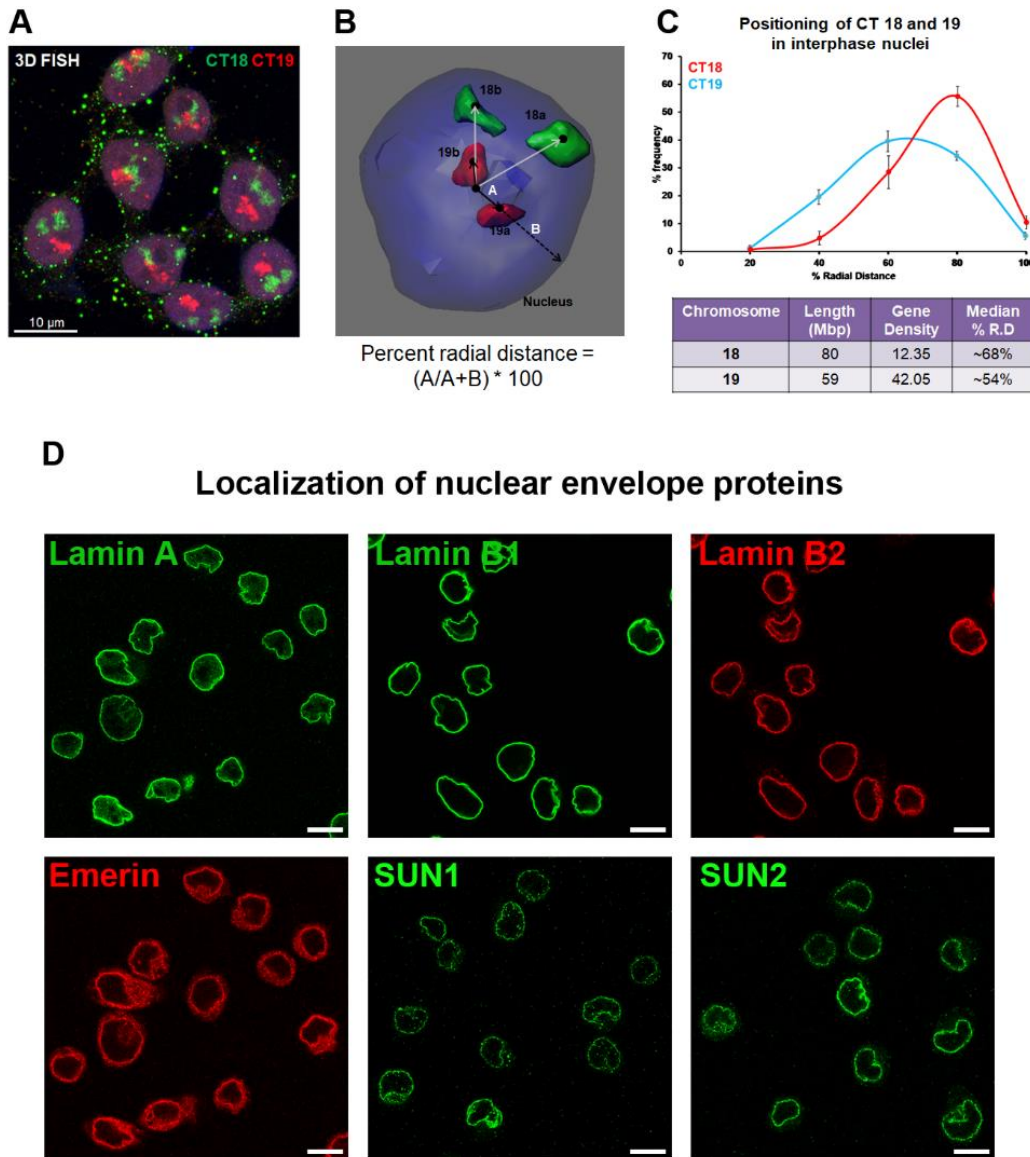 A
3D FISH
CT18 CT19
10 µm
B
18b
18a
19b
A
19a
B
Nucleus
Percent radial distance =
(A/A+B) * 100
C
Positioning of CT 18 and 19
in interphase nuclei
CT18
CT19
% frequency
70
60
50
40
30
20
10
0
0 20 40 60 80 100
% Radial Distance
Chromosome Length (Mbp) Gene Density Median % R.D
18 80 12.35 ~68%
19 59 42.05 ~54%
D
Localization of nuclear envelope proteins
Lamin A Lamin B1 Lamin B2
Emerin SUN1 SUN2